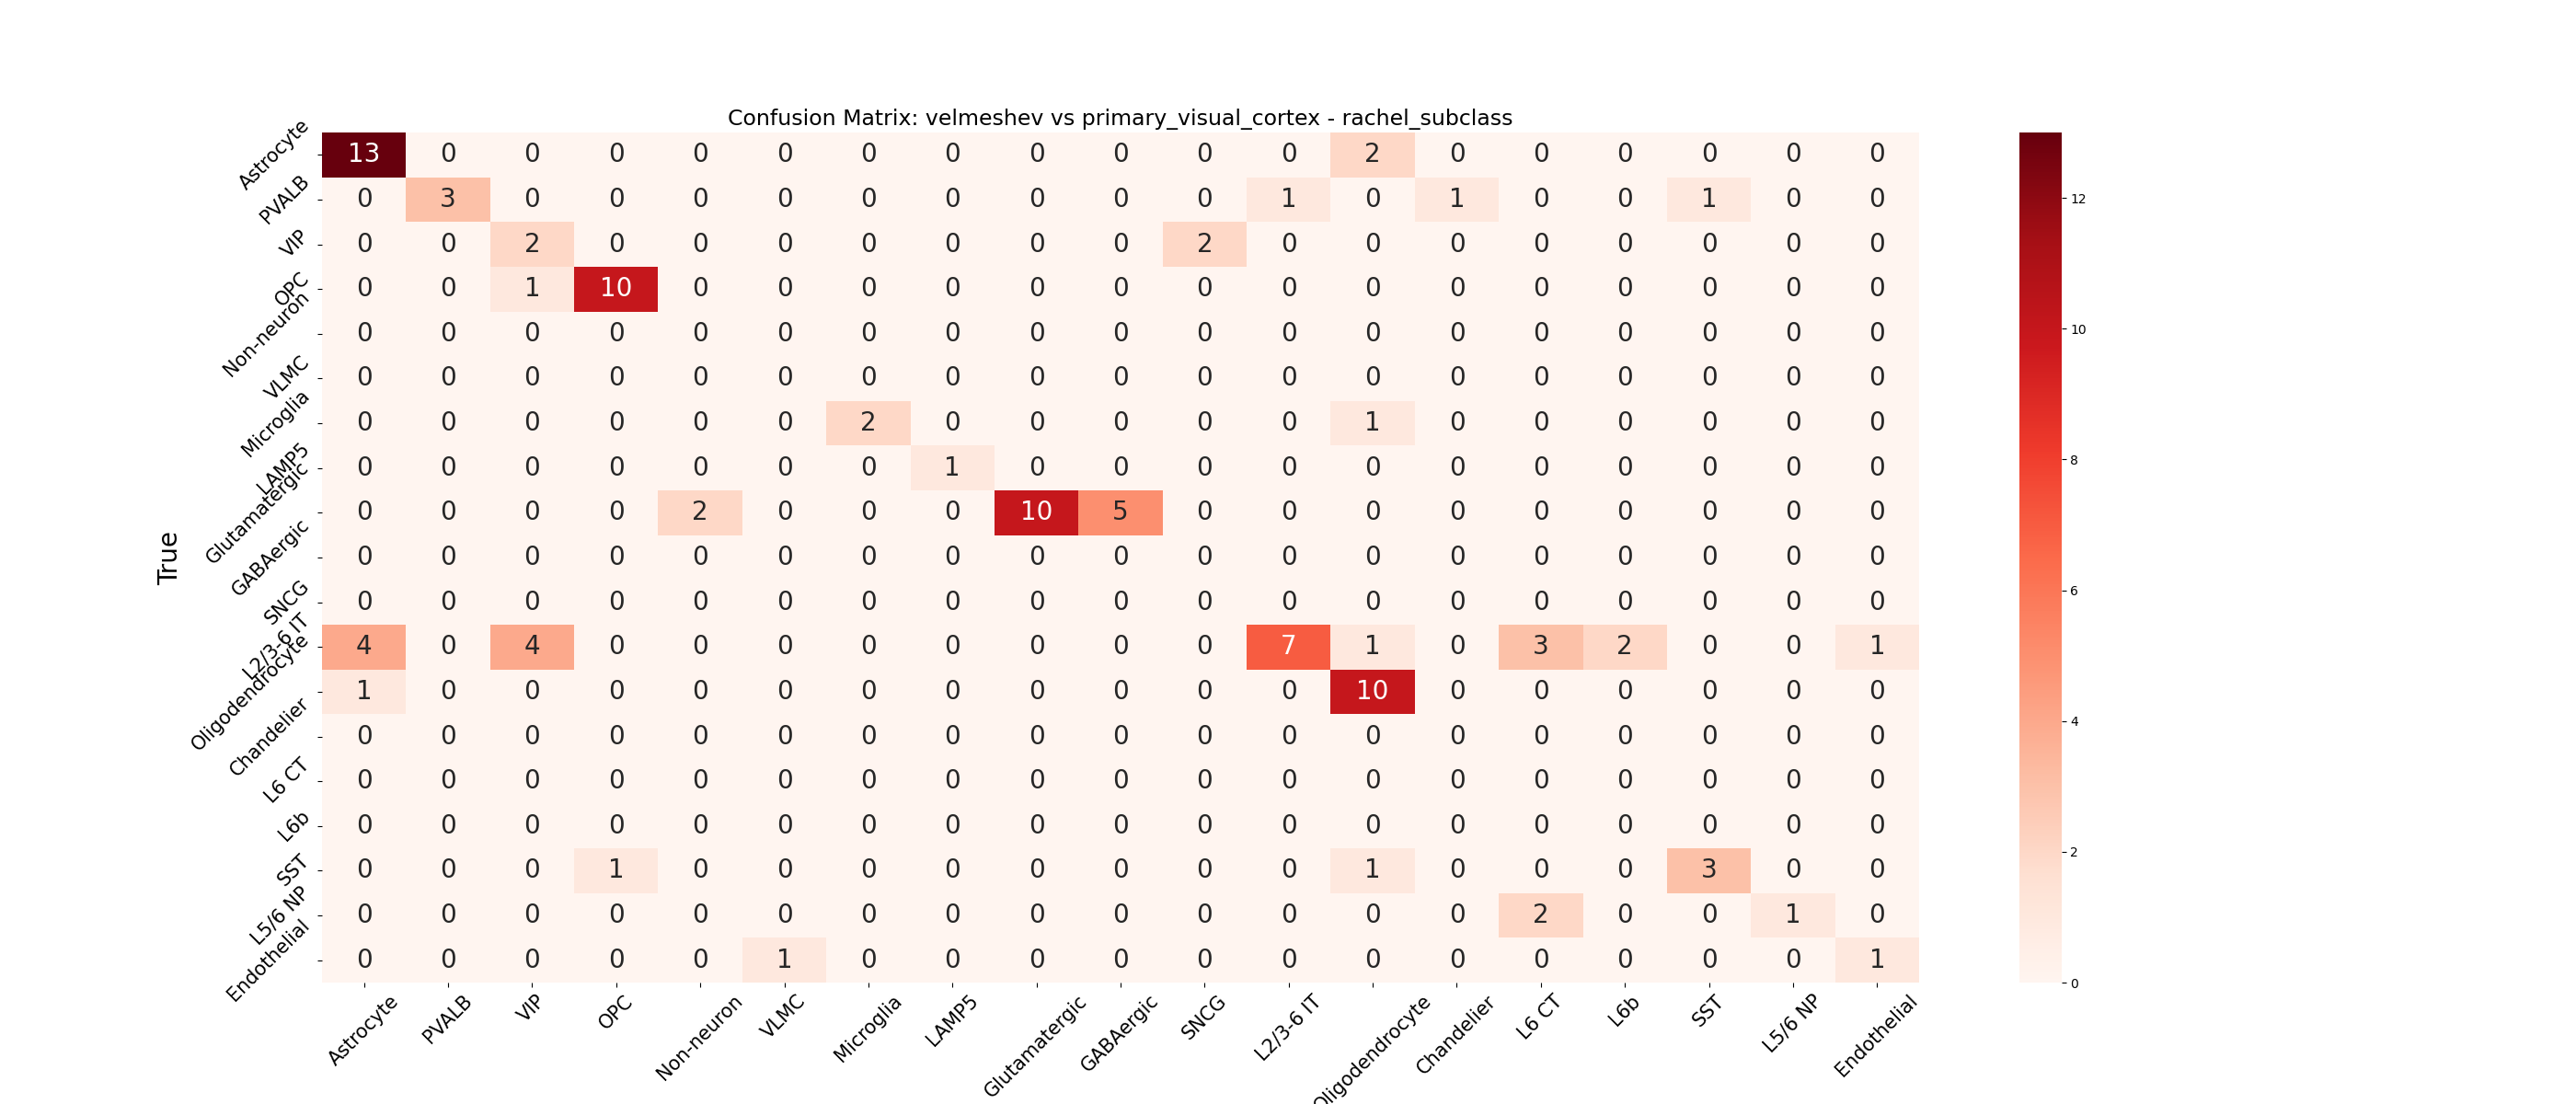 Confusion Matrix: velmeshev vs primary_visual_cortex - rachel_subclass
Astrocyte 13 0 0 0 0 0 0 0 0 0 0 0 2 0 0 0 0 0 0
PVALB 0 3 0 0 0 0 0 0 0 0 0 1 0 1 0 0 1 0 0
VIP 0 0 2 0 0 0 0 0 0 0 2 0 0 0 0 0 0 0 0
OPC 0 0 1 10 0 0 0 0 0 0 0 0 0 0 0 0 0 0 0
Non-neuron 0 0 0 0 0 0 0 0 0 0 0 0 0 0 0 0 0 0 0
VLMC 0 0 0 0 0 0 0 0 0 0 0 0 0 0 0 0 0 0 0
Microglia 0 0 0 0 0 0 2 0 0 0 0 0 1 0 0 0 0 0 0
LAMP5 0 0 0 0 0 0 0 1 0 0 0 0 0 0 0 0 0 0 0
Glutamatergic 0 0 0 0 2 0 0 0 10 5 0 0 0 0 0 0 0 0 0
GABAergic 0 0 0 0 0 0 0 0 0 0 0 0 0 0 0 0 0 0 0
SNCG 0 0 0 0 0 0 0 0 0 0 0 0 0 0 0 0 0 0 0
L2/3-6 IT 4 0 4 0 0 0 0 0 0 0 0 7 1 0 3 2 0 0 1
Oligodendrocyte 1 0 0 0 0 0 0 0 0 0 0 0 10 0 0 0 0 0 0
Chandelier 0 0 0 0 0 0 0 0 0 0 0 0 0 0 0 0 0 0 0
L6 CT 0 0 0 0 0 0 0 0 0 0 0 0 0 0 0 0 0 0 0
L6b 0 0 0 0 0 0 0 0 0 0 0 0 0 0 0 0 0 0 0
SST 0 0 0 1 0 0 0 0 0 0 0 0 1 0 0 0 3 0 0
L5/6 NP 0 0 0 0 0 0 0 0 0 0 0 0 0 0 2 0 0 1 0
Endothelial 0 0 0 0 0 1 0 0 0 0 0 0 0 0 0 0 0 0 1
True
Astrocyte PVALB VIP OPC Non-neuron VLMC Microglia LAMP5 Glutamatergic GABAergic SNCG L2/3-6 IT Oligodendrocyte Chandelier L6 CT L6b SST L5/6 NP Endothelial
12
10
8
6
4
2
0